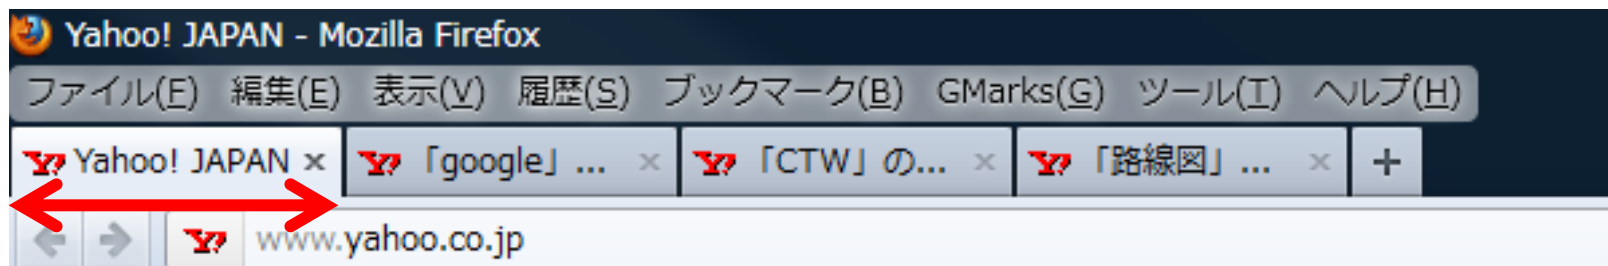 Yahoo! JAPAN - Mozilla Firefox
ファイル(F) 編集(E) 表示(V) 履歴(S) ブックマーク(B) GMarks(G) ツール(T) ヘルプ(H)
Y? Yahoo! JAPAN × Y? 「google」 ... × Y? 「CTW」の... × Y? 「路線図」 ... × +
Y? www.yahoo.co.jp